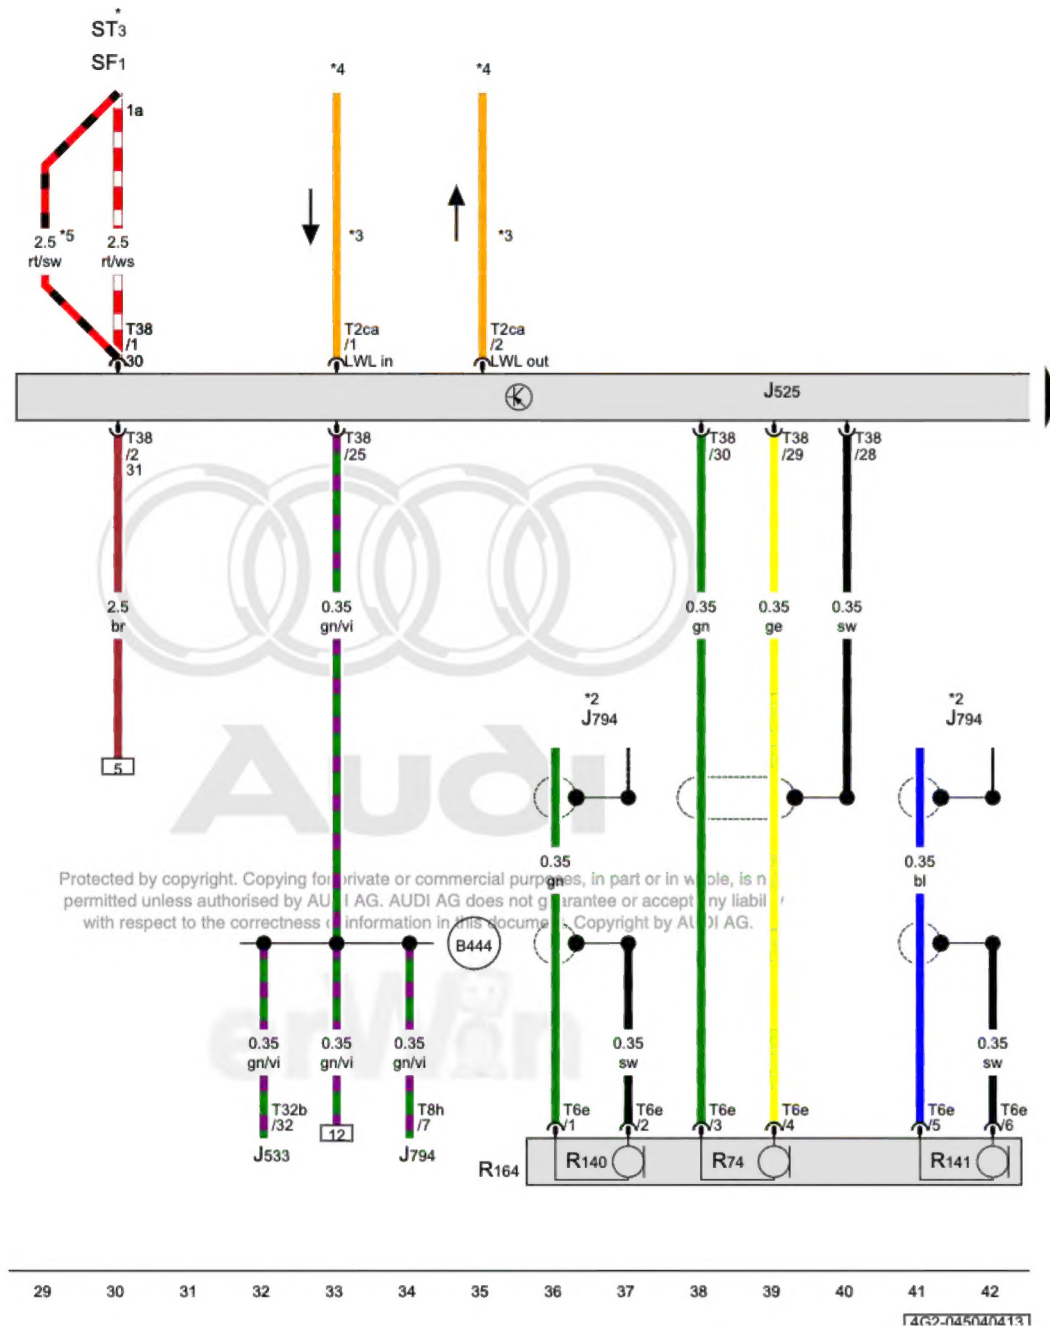 *
ST3
SF1
1a
*4
*4
2.5 *5
rt/sw
2.5
rt/ws
*3
*3
T38
/1
30
T2ca
/1
LWL in
T2ca
/2
LWL out
J525
T38
/2
31
T38
/25
T38
/30
T38
/29
T38
/28
2.5
br
0.35
gn/vi
0.35
gn
0.35
ge
0.35
sw
*2
J794
*2
J794
5
Audi
0.35
gn
0.35
bl
Protected by copyright. Copying for private or commercial purposes, in part or in whole, is n
permitted unless authorised by AUDI AG. AUDI AG does not guarantee or accept any liabil
with respect to the correctness of information in this document. Copyright by AUDI AG.
B444
erWin
0.35
gn/vi
0.35
gn/vi
0.35
gn/vi
0.35
sw
0.35
sw
T32b
/32
J533
12
T8h
/7
J794
T6e
/1
T6e
/2
T6e
/3
T6e
/4
T6e
/5
T6e
/6
R164
R140
R74
R141
29 30 31 32 33 34 35 36 37 38 39 40 41 42
4G2-045040413